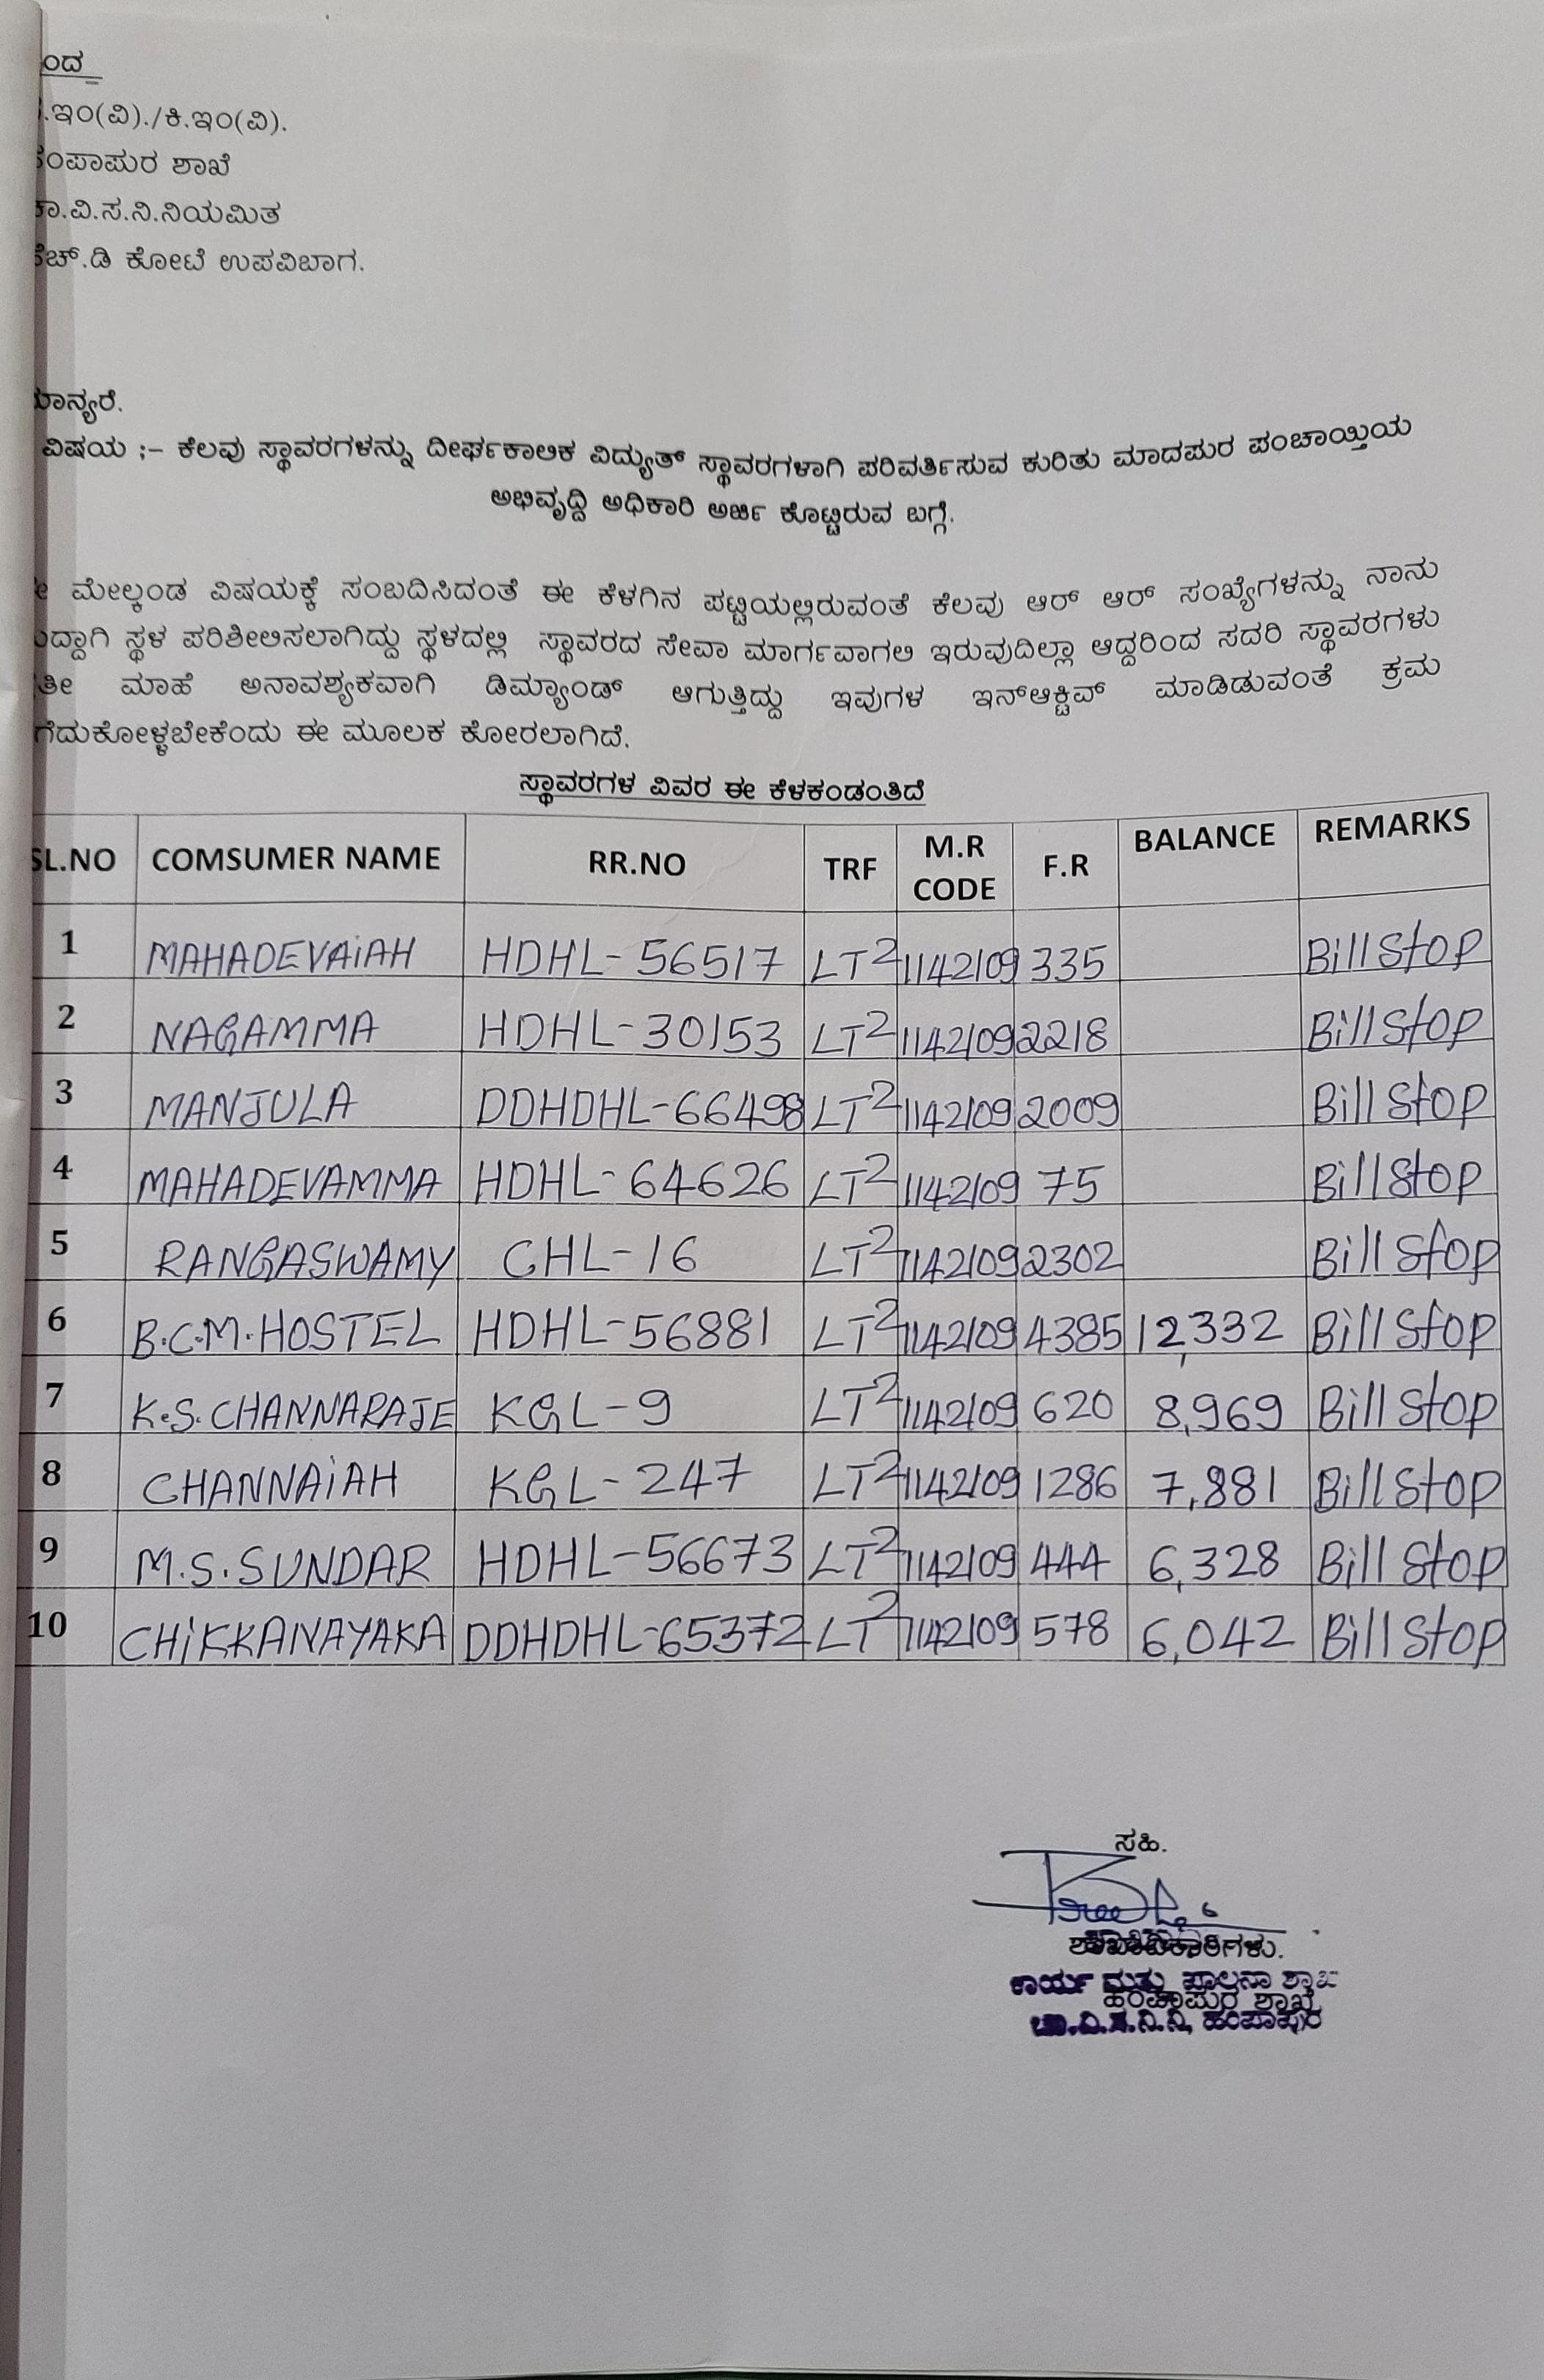 ಂದ
.ಇಂ(ವಿ)./ಕಿ.ಇಂ(ವಿ).
ಂಪಾಪುರ ಶಾಖೆ
.ವಿ.ಸ.ನಿ.ನಿಯಮಿತ
ಹೆಚ್.ಡಿ ಕೋಟೆ ಉಪವಿಬಾಗ.
ಮಾನ್ಯರೆ.
ವಿಷಯ ;– ಕೆಲವು ಸ್ಥಾವರಗಳನ್ನು ದೀರ್ಘಕಾಲಿಕ ವಿದ್ಯುತ್ ಸ್ಥಾವರಗಳಾಗಿ ಪರಿವರ್ತಿಸುವ ಕುರಿತು ಮಾದಪುರ ಪಂಚಾಯ್ತಿಯ
ಅಭಿವೃದ್ದಿ ಅಧಿಕಾರಿ ಅರ್ಜಿ ಕೊಟ್ಟಿರುವ ಬಗ್ಗೆ.
ಮೇಲ್ಕಂಡ ವಿಷಯಕ್ಕೆ ಸಂಬದಿಸಿದಂತೆ ಈ ಕೆಳಗಿನ ಪಟ್ಟಿಯಲ್ಲಿರುವಂತೆ ಕೆಲವು ಆರ್ ಆರ್ ಸಂಖ್ಯೆಗಳನ್ನು ನಾನು
ದ್ದಾಗಿ ಸ್ಥಳ ಪರಿಶೀಲಿಸಲಾಗಿದ್ದು ಸ್ಥಳದಲ್ಲಿ ಸ್ಥಾವರದ ಸೇವಾ ಮಾರ್ಗವಾಗಲಿ ಇರುವುದಿಲ್ಲಾ ಆದ್ದರಿಂದ ಸದರಿ ಸ್ಥಾವರಗಳು
ತೀ ಮಾಹೆ ಅನಾವಶ್ಯಕವಾಗಿ ಡಿಮ್ಯಾಂಡ್ ಆಗುತ್ತಿದ್ದು ಇವುಗಳ ಇನ್ಆಕ್ಟಿವ್ ಮಾಡಿಡುವಂತೆ ಕ್ರಮ
ಗೆದುಕೋಳ್ಳಬೇಕೆಂದು ಈ ಮೂಲಕ ಕೋರಲಾಗಿದೆ.
ಸ್ಥಾವರಗಳ ವಿವರ ಈ ಕೆಳಕಂಡಂತಿದೆ
SL.NO COMSUMER NAME RR.NO TRF M.R CODE F.R BALANCE REMARKS
1 MAHADEVAiAH HDHL-56517 LT2 1142109 335 Bill Stop
2 NAGAMMA HDHL-30153 LT2 1142109 2218 Bill Stop
3 MANJULA DDHDHL-66498 LT2 1142109 2009 Bill Stop
4 MAHADEVAMMA HDHL-64626 LT2 1142109 75 Bill Stop
5 RANGASWAMY CHL-16 LT2 1142109 2302 Bill Stop
6 B.C.M.HOSTEL HDHL-56881 LT2 1142109 4385 12,332 Bill Stop
7 K.S.CHANNARAJE KGL-9 LT2 1142109 620 8,969 Bill Stop
8 CHANNAiAH KGL-247 LT2 1142109 1286 7,881 Bill Stop
9 M.S.SUNDAR HDHL-56673 LT2 1142109 444 6,328 Bill Stop
10 CHiKKANAYAKA DDHDHL-65372 LT2 1142109 578 6,042 Bill Stop
ಸಹಿ.
ಶಾಖಾಧಿಕಾರಿಗಳು.
ಕಾರ್ಯ ಮತ್ತು ಪಾಲನಾ ಶಾಖೆ
ಹಂಪಾಪುರ ಶಾಖೆ
ಚಾ.ವಿ.ಸ.ನಿ.ನಿ, ಹಂಪಾಪುರ